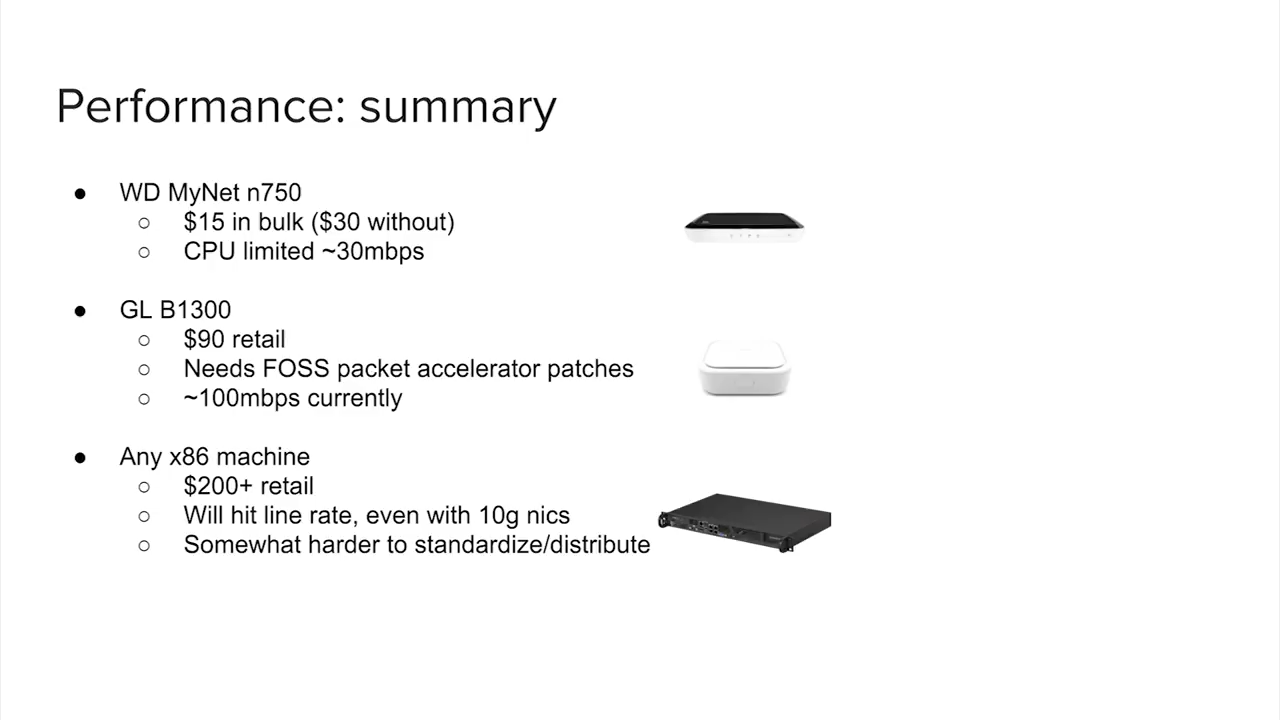 Performance: summary
● WD MyNet n750
○ $15 in bulk ($30 without)
○ CPU limited ~30mbps
● GL B1300
○ $90 retail
○ Needs FOSS packet accelerator patches
○ ~100mbps currently
● Any x86 machine
○ $200+ retail
○ Will hit line rate, even with 10g nics
○ Somewhat harder to standardize/distribute